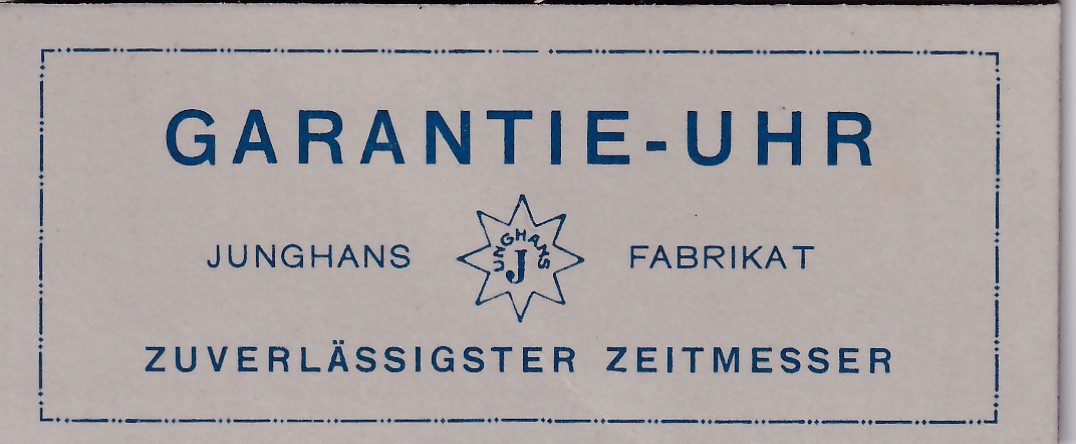 GARANTIE-UHR
JUNGHANS JUNGHANS J FABRIKAT
ZUVERLÄSSIGSTER ZEITMESSER